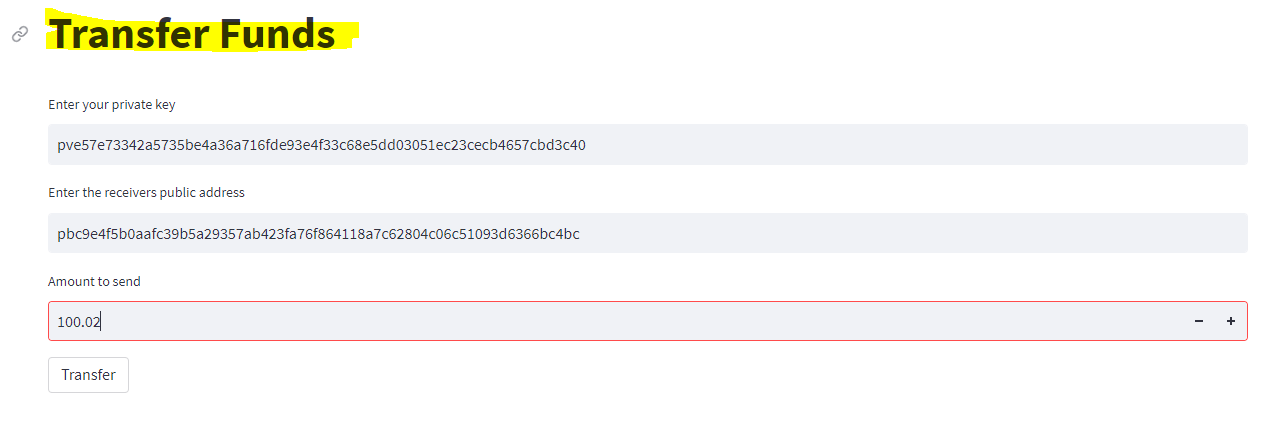 Transfer Funds
Enter your private key
pve57e73342a5735be4a36a716fde93e4f33c68e5dd03051ec23cecb4657cbd3c40
Enter the receivers public address
pbc9e4f5b0aafc39b5a29357ab423fa76f864118a7c62804c06c51093d6366bc4bc
Amount to send
100.02
Transfer